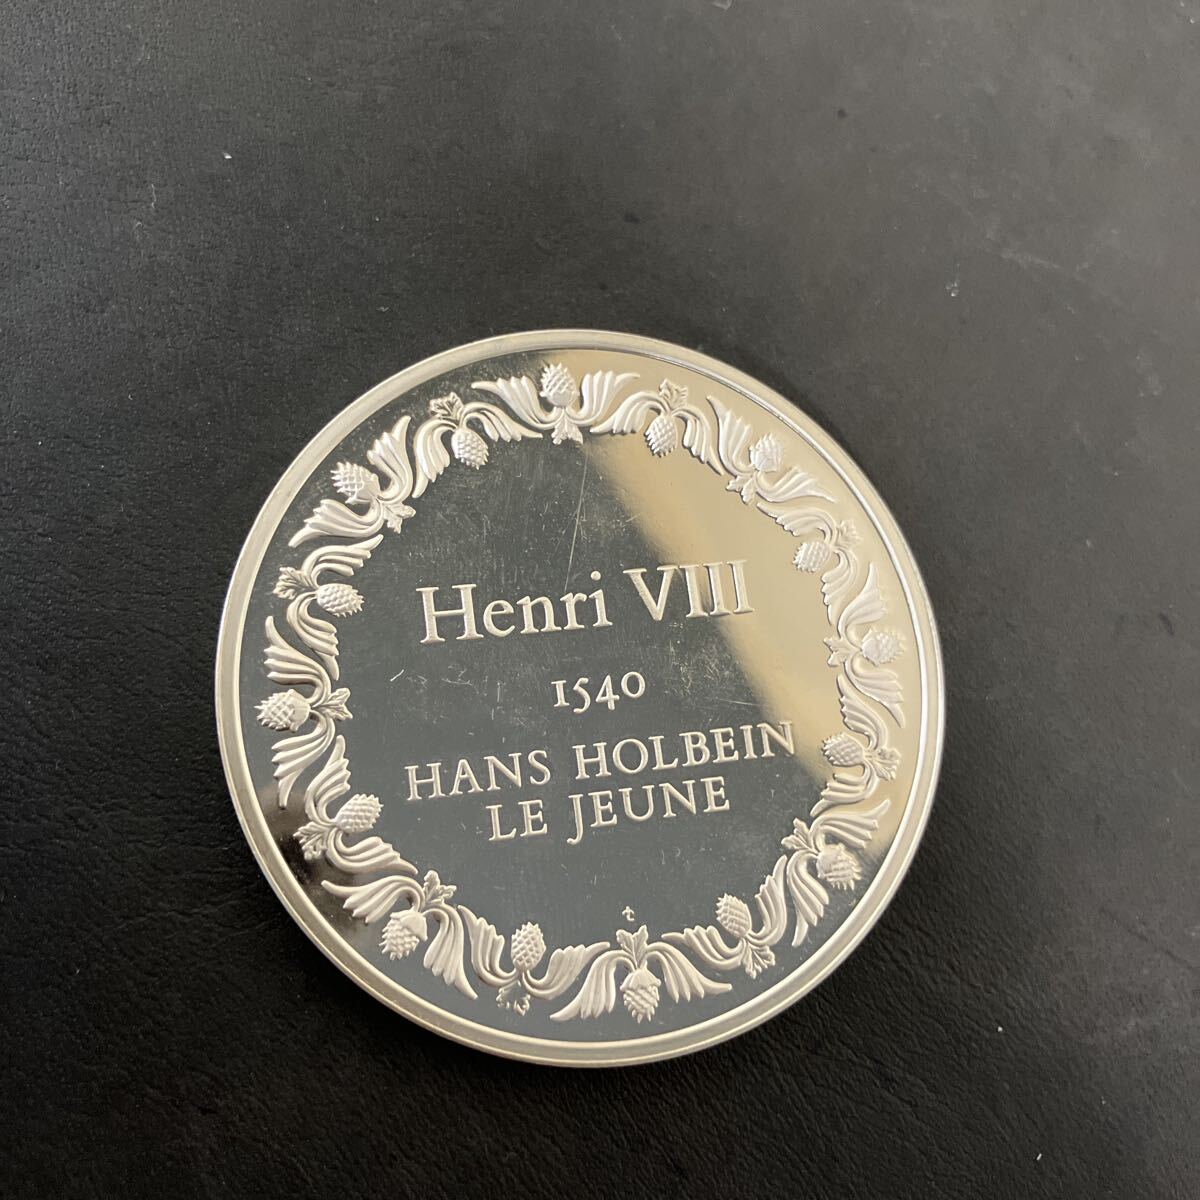 Henri VIII
1540
HANS HOLBEIN
LE JEUNE